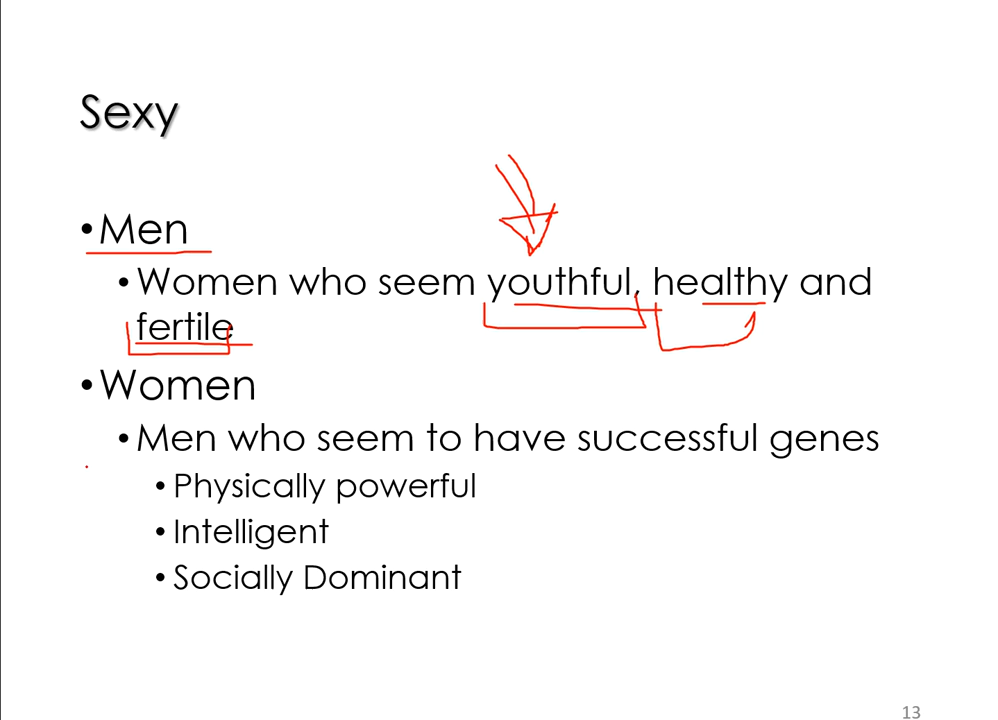 Sexy
•Men
•Women who seem youthful, healthy and
fertile
•Women
•Men who seem to have successful genes
•Physically powerful
•Intelligent
•Socially Dominant
13